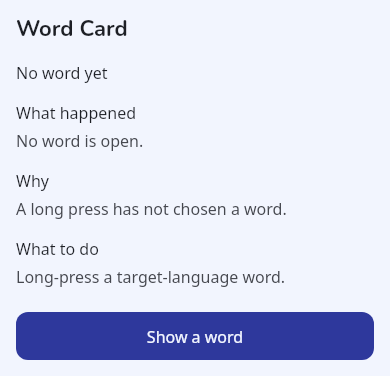 Word Card
No word yet
What happened
No word is open.
Why
A long press has not chosen a word.
What to do
Long-press a target-language word.
Show a word